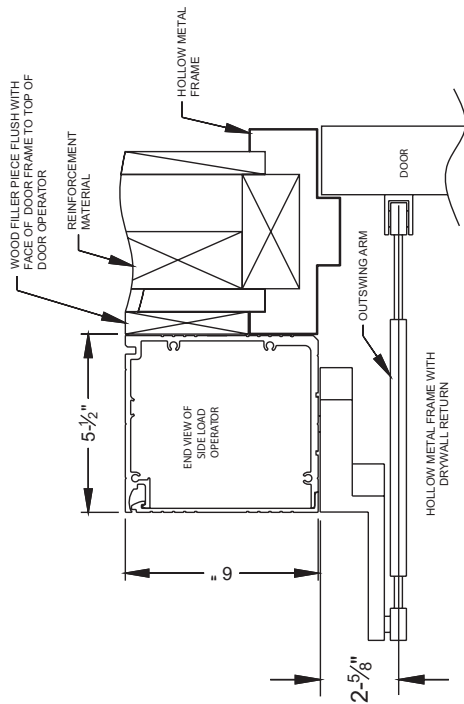 WOOD FILLER PIECE FLUSH WITH
FACE OF DOOR FRAME TO TOP OF
DOOR OPERATOR
REINFORCEMENT
MATERIAL
HOLLOW METAL
FRAME
5-½"
END VIEW OF
SIDE LOAD
OPERATOR
6"
DOOR
OUTSWING ARM
HOLLOW METAL FRAME WITH
DRYWALL RETURN
2-⅝"